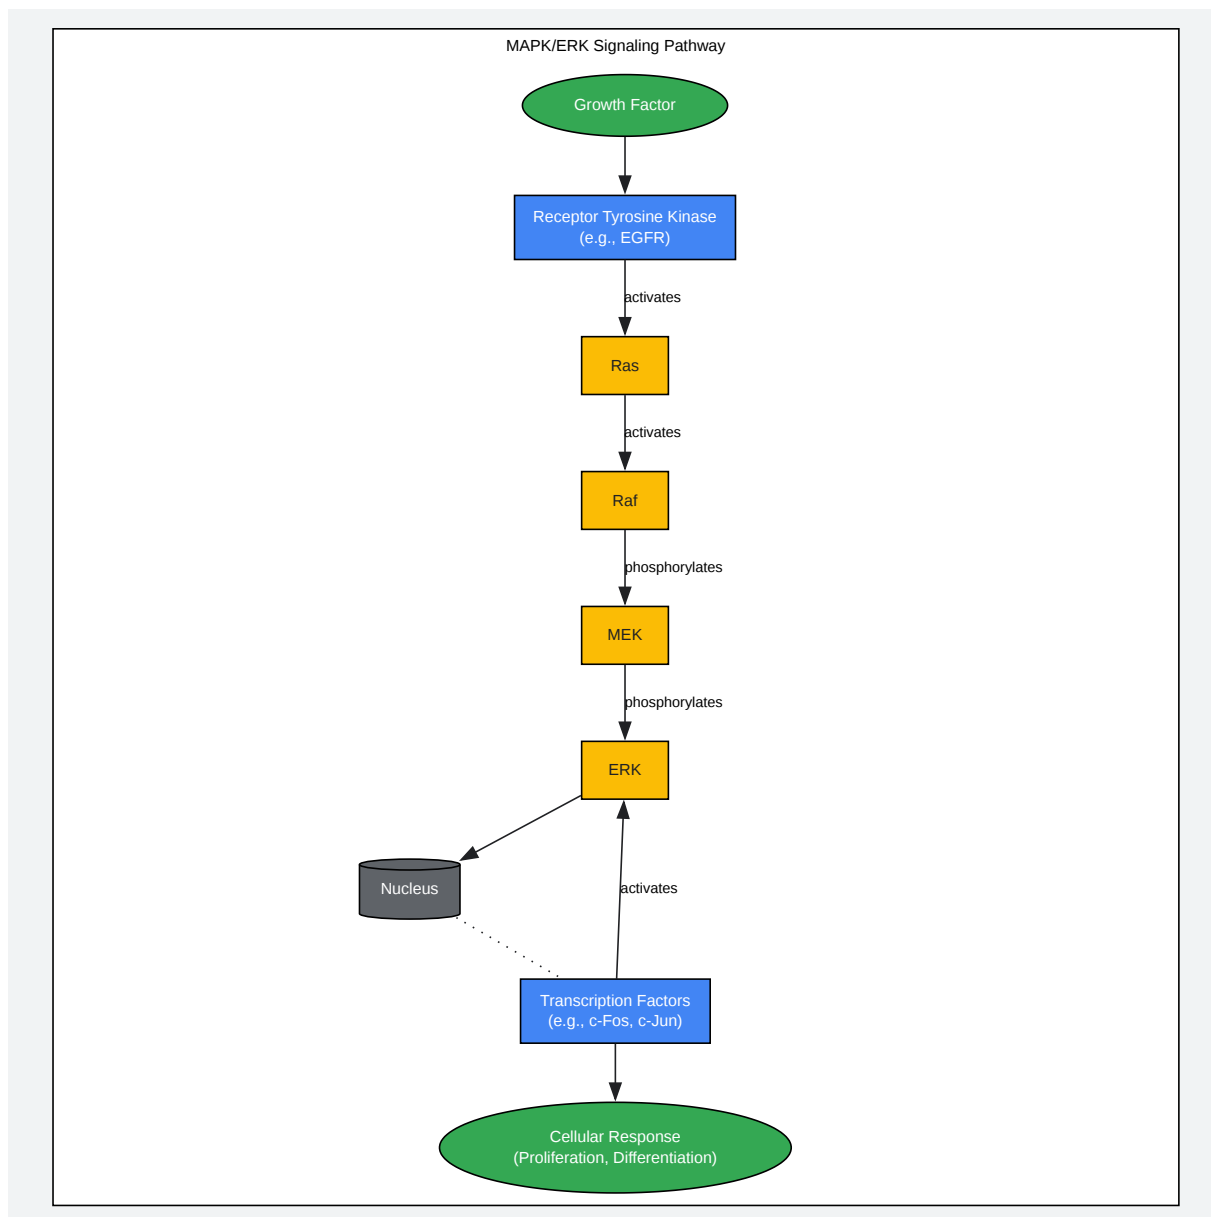 MAPK/ERK Signaling Pathway
Growth Factor
Receptor Tyrosine Kinase
(e.g., EGFR)
activates
Ras
activates
Raf
phosphorylates
MEK
phosphorylates
ERK
Nucleus
activates
Transcription Factors
(e.g., c-Fos, c-Jun)
Cellular Response
(Proliferation, Differentiation)